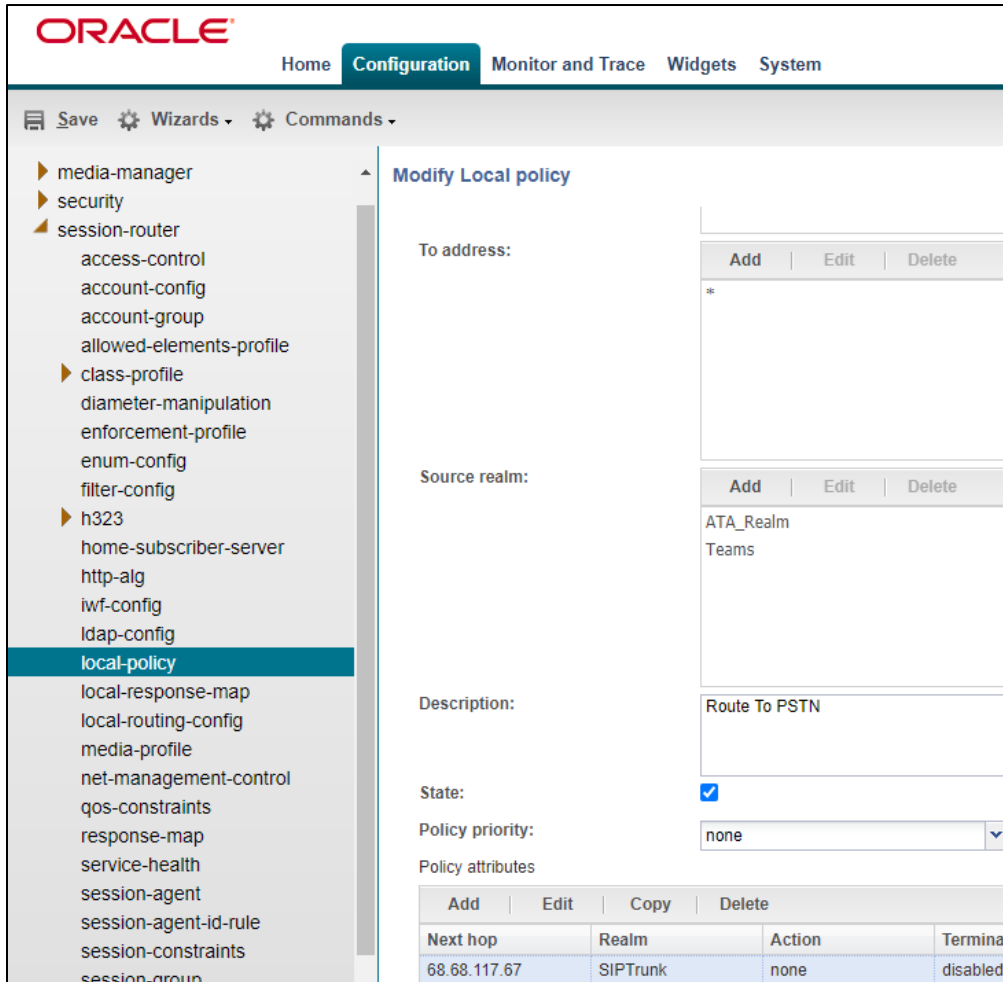 ORACLE
Home Configuration Monitor and Trace Widgets System
Save Wizards Commands
media-manager
security
session-router
access-control
account-config
account-group
allowed-elements-profile
class-profile
diameter-manipulation
enforcement-profile
enum-config
filter-config
h323
home-subscriber-server
http-alg
iwf-config
ldap-config
local-policy
local-response-map
local-routing-config
media-profile
net-management-control
qos-constraints
response-map
service-health
session-agent
session-agent-id-rule
session-constraints
session-group
Modify Local policy
To address:
Add | Edit | Delete
*
Source realm:
Add | Edit | Delete
ATA_Realm
Teams
Description:
Route To PSTN
State:
Policy priority:
none
Policy attributes
Add | Edit | Copy | Delete
Next hop Realm Action Termina
68.68.117.67 SIPTrunk none disabled